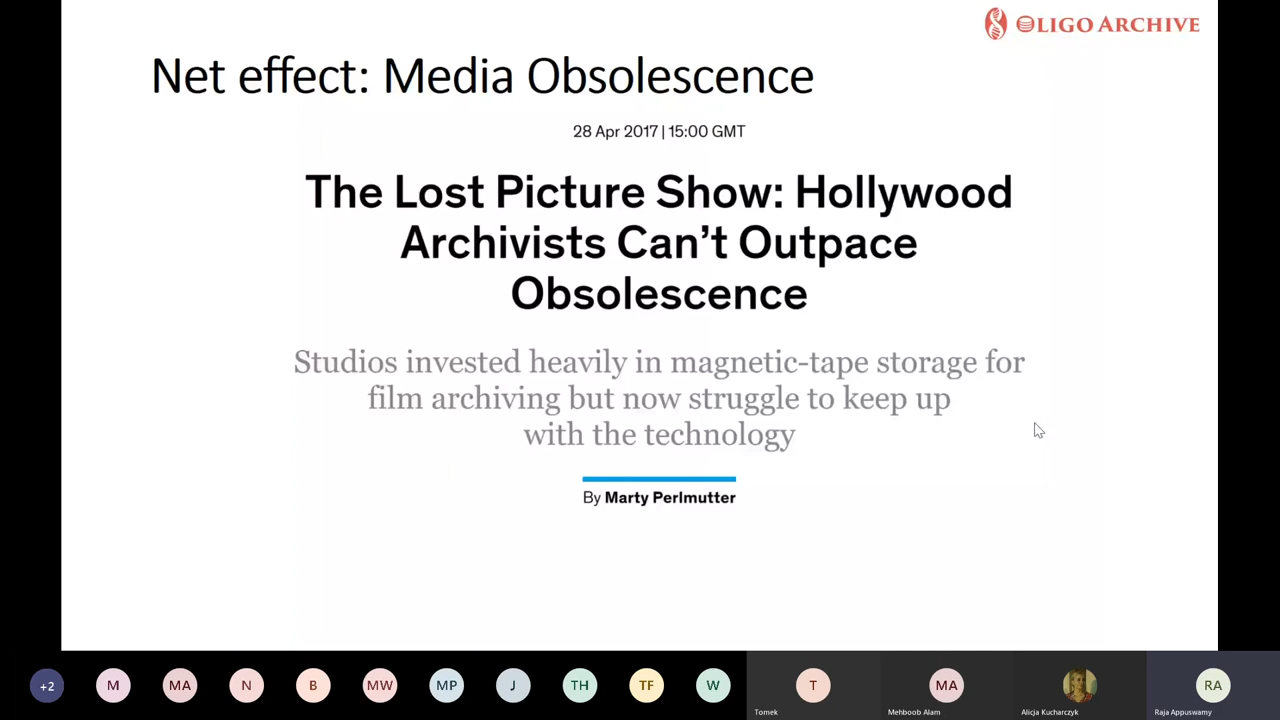 OLIGO ARCHIVE
Net effect: Media Obsolescence
28 Apr 2017 | 15:00 GMT
The Lost Picture Show: Hollywood
Archivists Can’t Outpace
Obsolescence
Studios invested heavily in magnetic-tape storage for
film archiving but now struggle to keep up
with the technology
By Marty Perlmutter
+2 M MA N B MW MP J TH TF W T MA RA
Tomek Mehboob Alam Alicja Kucharczyk Raja Appuswamy